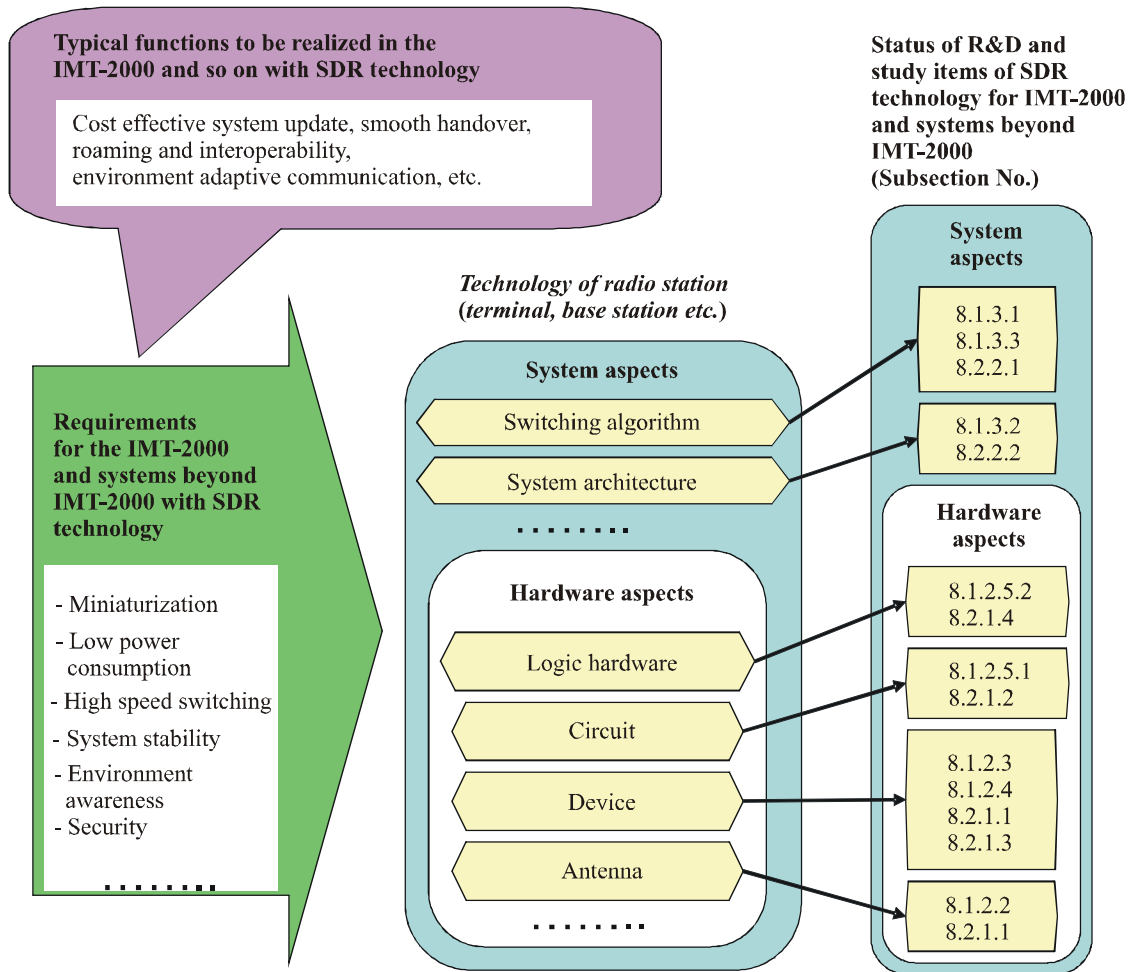 Typical functions to be realized in the
IMT-2000 and so on with SDR technology
Cost effective system update, smooth handover,
roaming and interoperability,
environment adaptive communication, etc.
Requirements
for the IMT-2000
and systems beyond
IMT-2000 with SDR
technology
- Miniaturization
- Low power
consumption
- High speed switching
- System stability
- Environment
awareness
- Security
........
Technology of radio station
(terminal, base station etc.)
System aspects
Switching algorithm
System architecture
........
Hardware aspects
Logic hardware
Circuit
Device
Antenna
........
Status of R&D and
study items of SDR
technology for IMT-2000
and systems beyond
IMT-2000
(Subsection No.)
System
aspects
8.1.3.1
8.1.3.3
8.2.2.1
8.1.3.2
8.2.2.2
Hardware
aspects
8.1.2.5.2
8.2.1.4
8.1.2.5.1
8.2.1.2
8.1.2.3
8.1.2.4
8.2.1.1
8.2.1.3
8.1.2.2
8.2.1.1